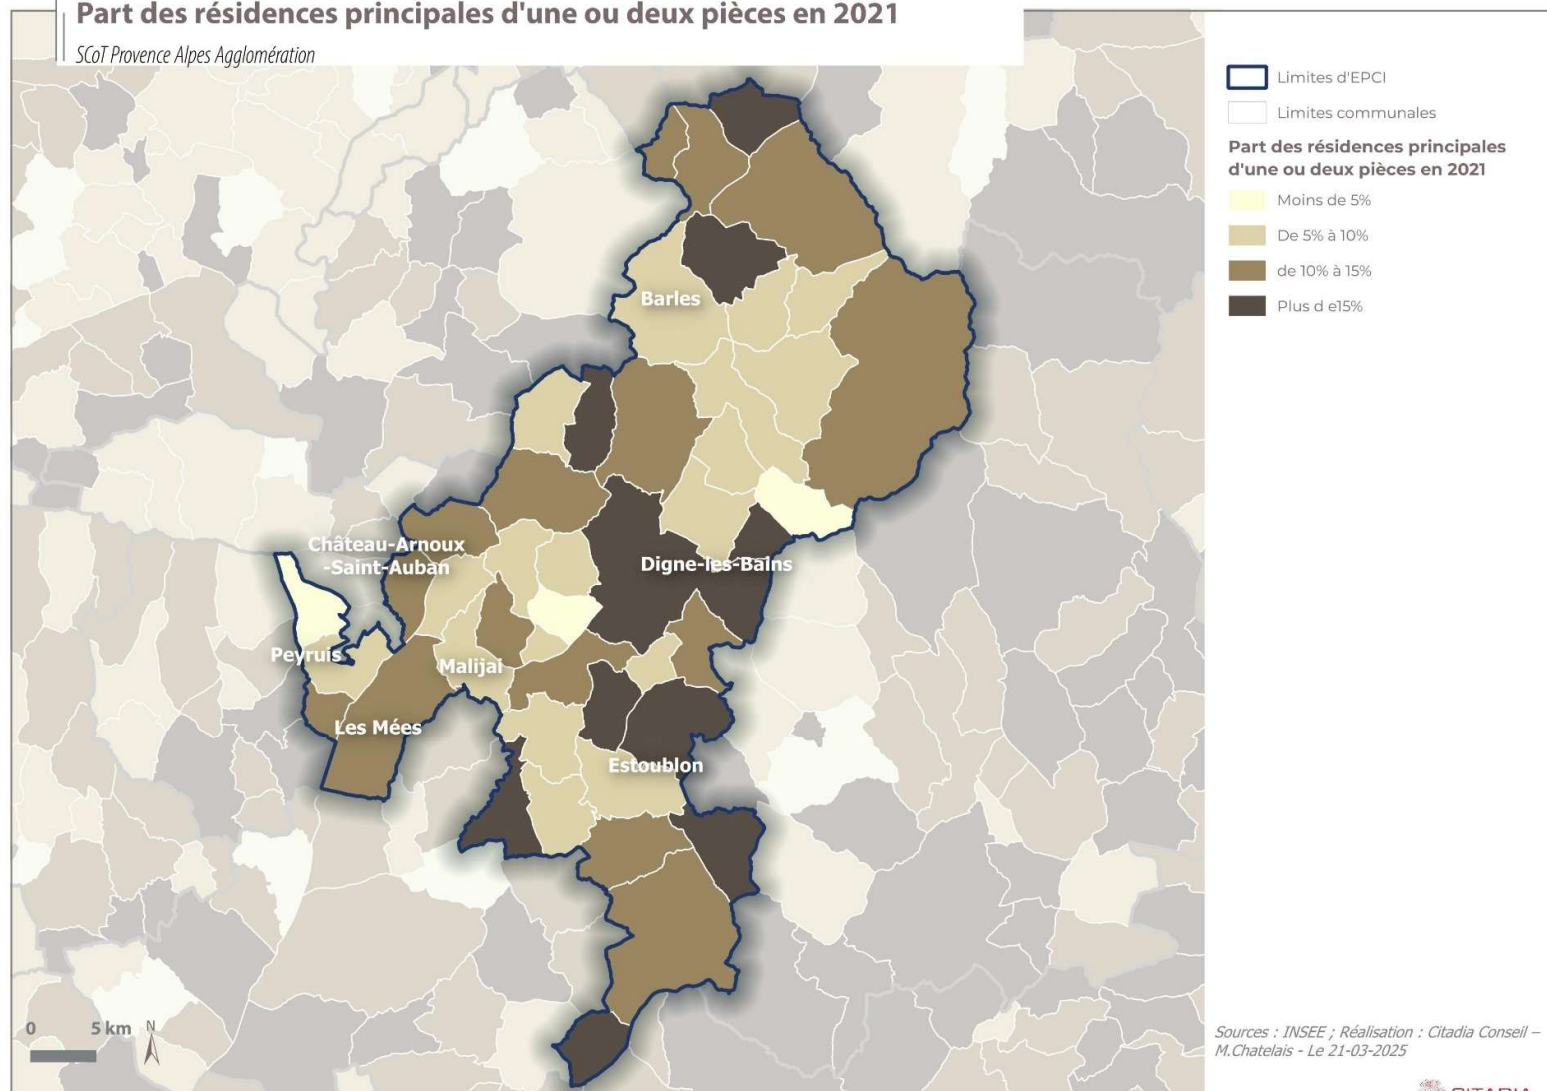 Part des résidences principales d'une ou deux pièces en 2021
SCoT Provence Alpes Agglomération
Limites d'EPCI
Limites communales
Part des résidences principales
d'une ou deux pièces en 2021
Moins de 5%
De 5% à 10%
de 10% à 15%
Plus d e15%
Barles
Château-Arnoux
-Saint-Auban
Digne-les-Bains
Peyruis
Malijai
Les Mées
Estoublon
0 5 km N
Sources : INSEE ; Réalisation : Citadia Conseil –
M.Chatelais - Le 21-03-2025
CITADIA